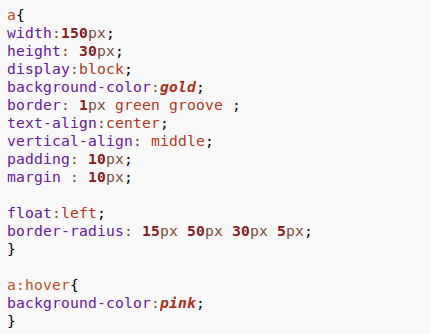 a{
width:150px;
height: 30px;
display:block;
background-color:gold;
border: 1px green groove ;
text-align:center;
vertical-align: middle;
padding: 10px;
margin : 10px;

float:left;
border-radius: 15px 50px 30px 5px;
}

a:hover{
background-color:pink;
}